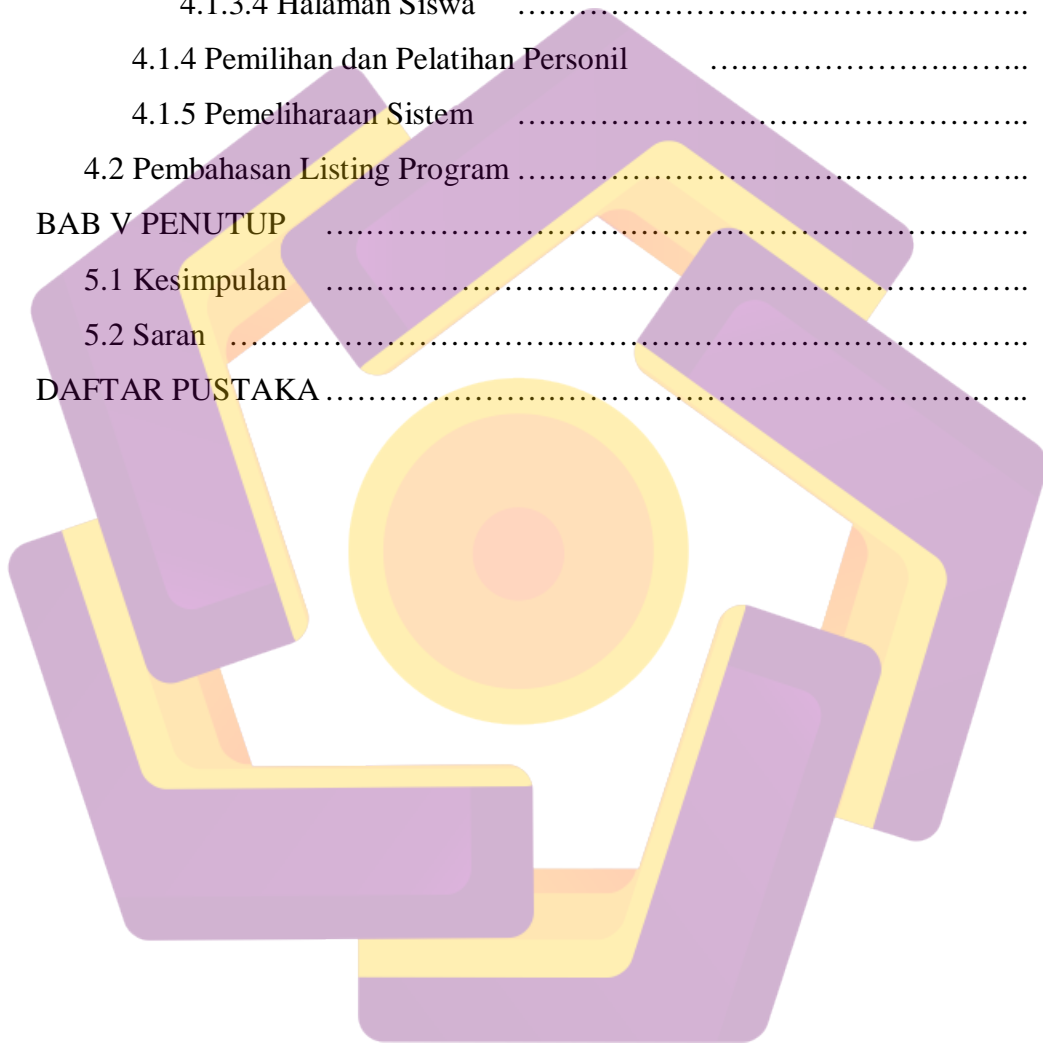 4.1.3.4 Halaman Siswa ………………………………………………..
4.1.4 Pemilihan dan Pelatihan Personil ……………………………..
4.1.5 Pemeliharaan Sistem ………………………………………………..
4.2 Pembahasan Listing Program ………………………………………………..
BAB V PENUTUP …………………………………………………………………..
5.1 Kesimpulan …………………………………………………………………..
5.2 Saran ……………………………………………………………………………..
DAFTAR PUSTAKA …………………………………………………………………..